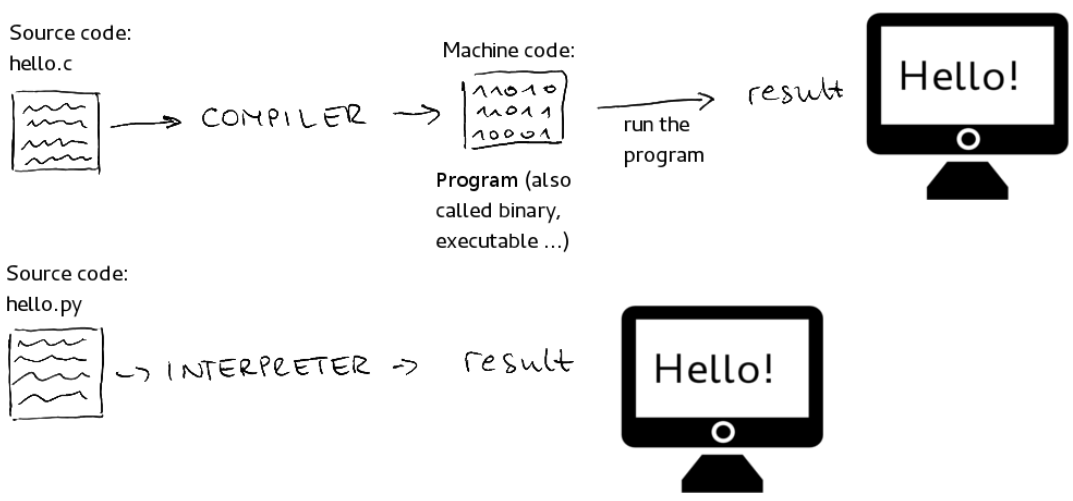 Source code:
hello.c
COMPILER
Machine code:
11010
11011
10001
Program (also
called binary,
executable ...)
run the
program
result
Hello!
Source code:
hello.py
INTERPRETER
result
Hello!